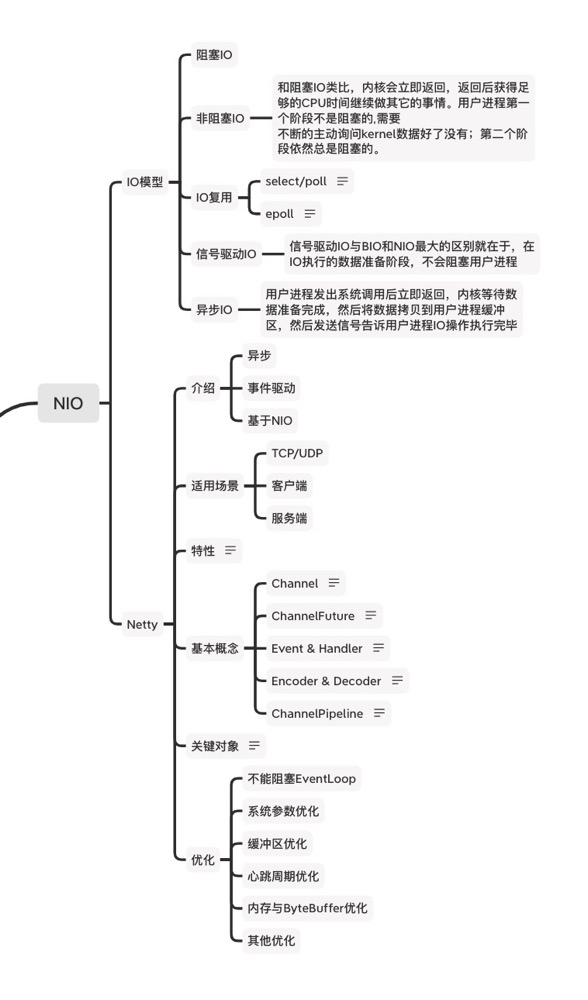 NIO
IO模型
阻塞IO
非阻塞IO
和阻塞IO类比，内核会立即返回，返回后获得足
够的CPU时间继续做其它的事情。用户进程第一
个阶段不是阻塞的,需要
不断的主动询问kernel数据好了没有；第二个阶
段依然总是阻塞的。
IO复用
select/poll
epoll
信号驱动IO
信号驱动IO与BIO和NIO最大的区别就在于，在
IO执行的数据准备阶段，不会阻塞用户进程
异步IO
用户进程发出系统调用后立即返回，内核等待数
据准备完成，然后将数据拷贝到用户进程缓冲
区，然后发送信号告诉用户进程IO操作执行完毕
Netty
介绍
异步
事件驱动
基于NIO
适用场景
TCP/UDP
客户端
服务端
特性
基本概念
Channel
ChannelFuture
Event & Handler
Encoder & Decoder
ChannelPipeline
关键对象
优化
不能阻塞EventLoop
系统参数优化
缓冲区优化
心跳周期优化
内存与ByteBuffer优化
其他优化